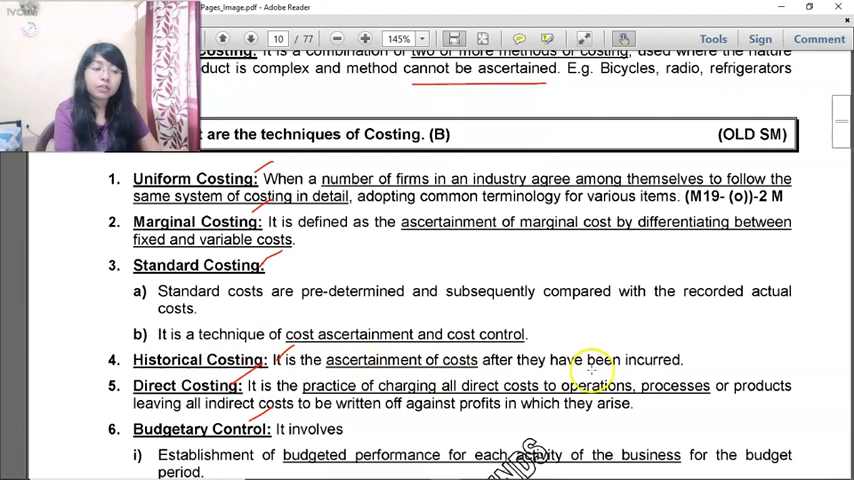 Pages_Image.pdf - Adobe Reader
10 / 77
145%
Tools
Sign
Comment
Costing: It is a combination of two or more methods of costing, used where the nature
duct is complex and method cannot be ascertained. E.g. Bicycles, radio, refrigerators
at are the techniques of Costing. (B) (OLD SM)
1. Uniform Costing: When a number of firms in an industry agree among themselves to follow the
same system of costing in detail, adopting common terminology for various items. (M19- (o))-2 M
2. Marginal Costing: It is defined as the ascertainment of marginal cost by differentiating between
fixed and variable costs.
3. Standard Costing:
a) Standard costs are pre-determined and subsequently compared with the recorded actual
costs.
b) It is a technique of cost ascertainment and cost control.
4. Historical Costing: It is the ascertainment of costs after they have been incurred.
5. Direct Costing: It is the practice of charging all direct costs to operations, processes or products
leaving all indirect costs to be written off against profits in which they arise.
6. Budgetary Control: It involves
i) Establishment of budgeted performance for each activity of the business for the budget
period.